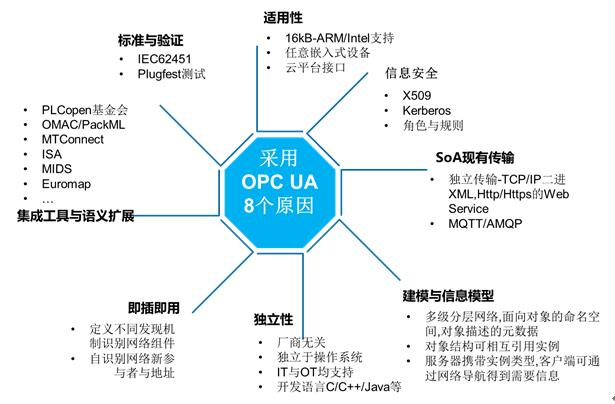 适用性
• 16kB-ARM/Intel支持
• 任意嵌入式设备
• 云平台接口
标准与验证
• IEC62451
• Plugfest测试
信息安全
• X509
• Kerberos
• 角色与规则
• PLCopen基金会
• OMAC/PackML
• MTConnect
• ISA
• MIDS
• Euromap
• …
集成工具与语义扩展
采用
OPC UA
8个原因
SoA现有传输
• 独立传输-TCP/IP二进
XML,Http/Https的Web
Service
• MQTT/AMQP
即插即用
• 定义不同发现机
制识别网络组件
• 自识别网络新参
与者与地址
独立性
• 厂商无关
• 独立于操作系统
• IT与OT均支持
• 开发语言C/C++/Java等
建模与信息模型
• 多级分层网络,面向对象的命名空
间,对象描述的元数据
• 对象结构可相互引用实例
• 服务器携带实例类型,客户端可通
过网络导航得到需要信息